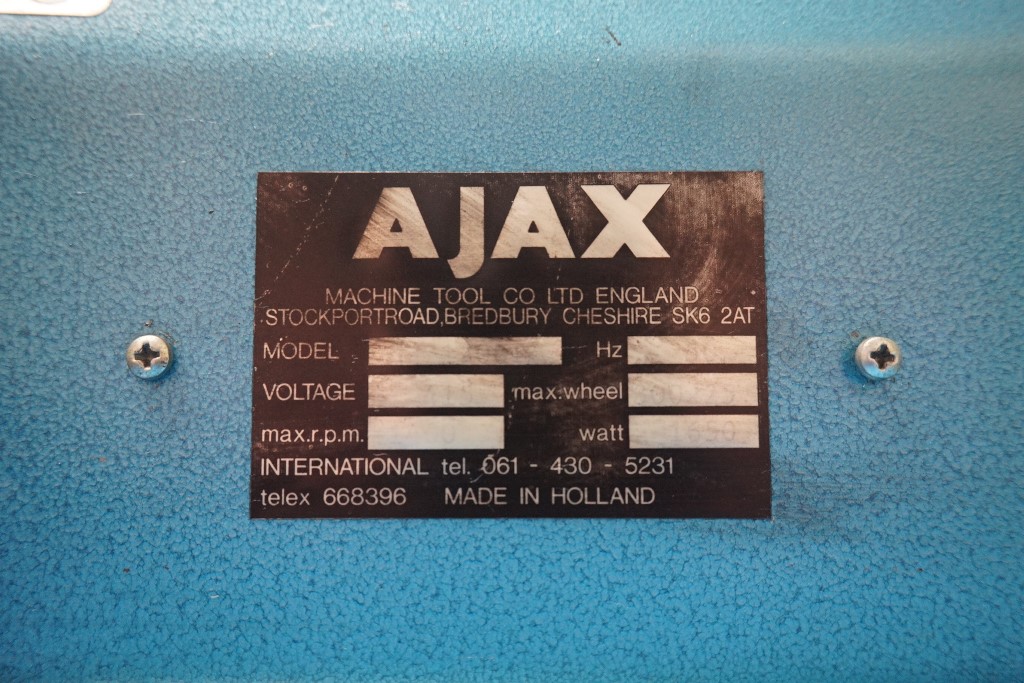 AJAX
MACHINE TOOL CO LTD ENGLAND
STOCKPORTROAD,BREDBURY CHESHIRE SK6 2AT
MODEL Hz
VOLTAGE max.wheel
max.r.p.m. watt
INTERNATIONAL tel. 061 - 430 - 5231
telex 668396 MADE IN HOLLAND